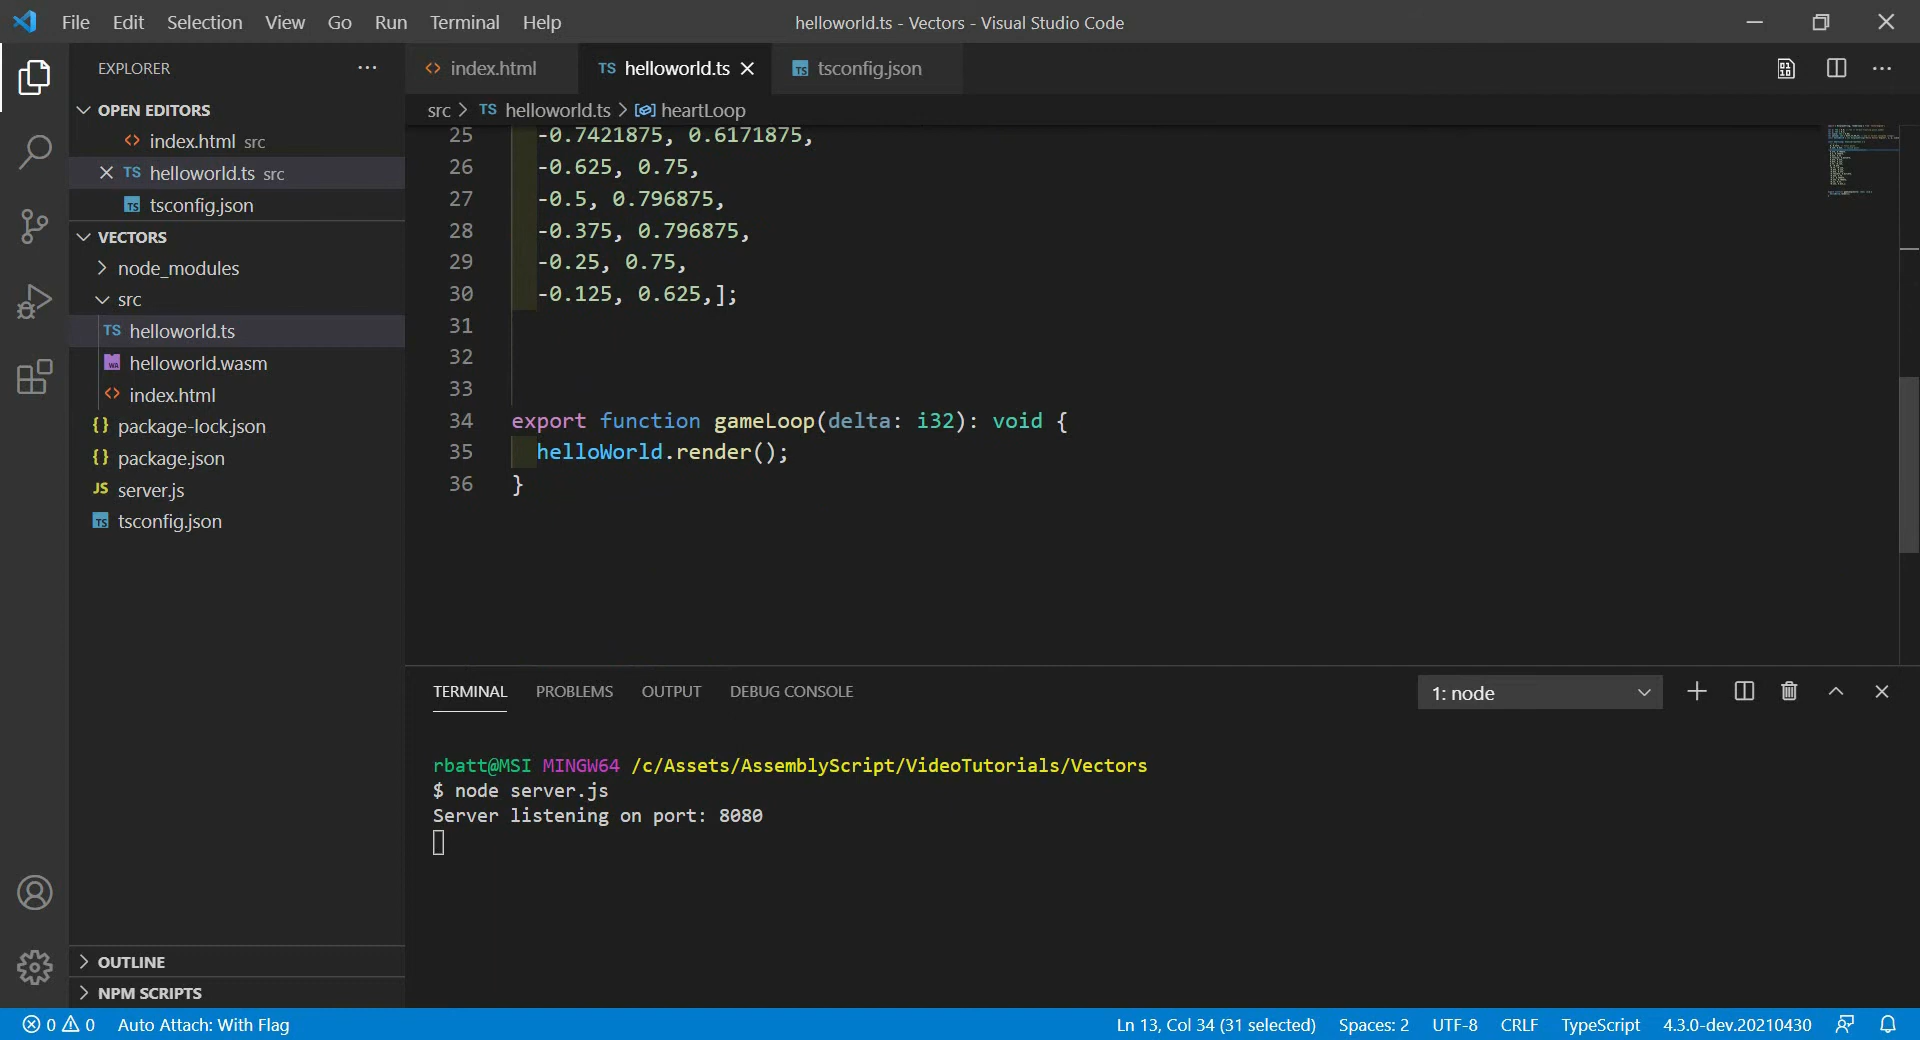 File Edit Selection View Go Run Terminal Help
helloworld.ts - Vectors - Visual Studio Code
EXPLORER
OPEN EDITORS
index.html src
TS helloworld.ts src
TS tsconfig.json
VECTORS
node_modules
src
TS helloworld.ts
WA helloworld.wasm
index.html
{} package-lock.json
{} package.json
JS server.js
TS tsconfig.json
OUTLINE
NPM SCRIPTS
<> index.html
TS helloworld.ts
TS tsconfig.json
src > TS helloworld.ts > heartLoop
25 -0.7421875, 0.6171875,
26 -0.625, 0.75,
27 -0.5, 0.796875,
28 -0.375, 0.796875,
29 -0.25, 0.75,
30 -0.125, 0.625,];
31
32
33
34 export function gameLoop(delta: i32): void {
35 helloWorld.render();
36 }
TERMINAL PROBLEMS OUTPUT DEBUG CONSOLE
1: node
rbatt@MSI MINGW64 /c/Assets/AssemblyScript/VideoTutorials/Vectors
$ node server.js
Server listening on port: 8080
0 0 Auto Attach: With Flag
Ln 13, Col 34 (31 selected) Spaces: 2 UTF-8 CRLF TypeScript 4.3.0-dev.20210430